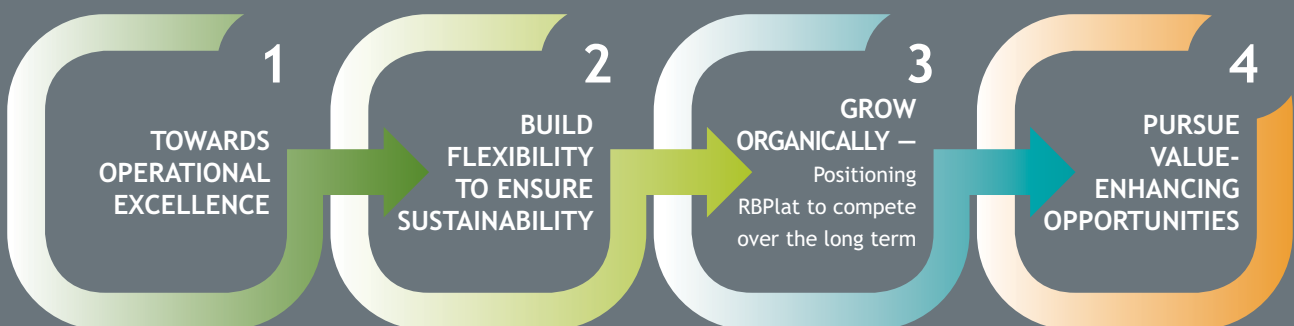 1
TOWARDS
OPERATIONAL
EXCELLENCE
2
BUILD
FLEXIBILITY
TO ENSURE
SUSTAINABILITY
3
GROW
ORGANICALLY —
Positioning
RBPlat to compete
over the long term
4
PURSUE
VALUE-
ENHANCING
OPPORTUNITIES